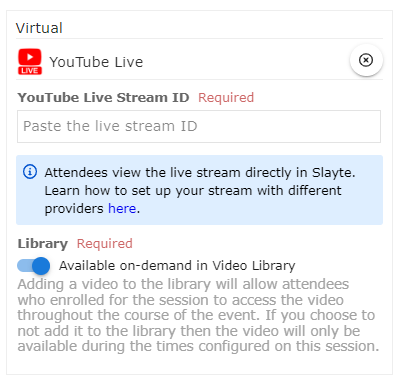 Virtual
LIVE
YouTube Live
YouTube Live Stream ID Required
Paste the live stream ID
Attendees view the live stream directly in Slayte.
Learn how to set up your stream with different
providers here.
Library Required
Available on-demand in Video Library
Adding a video to the library will allow attendees
who enrolled for the session to access the video
throughout the course of the event. If you choose to
not add it to the library then the video will only be
available during the times configured on this session.